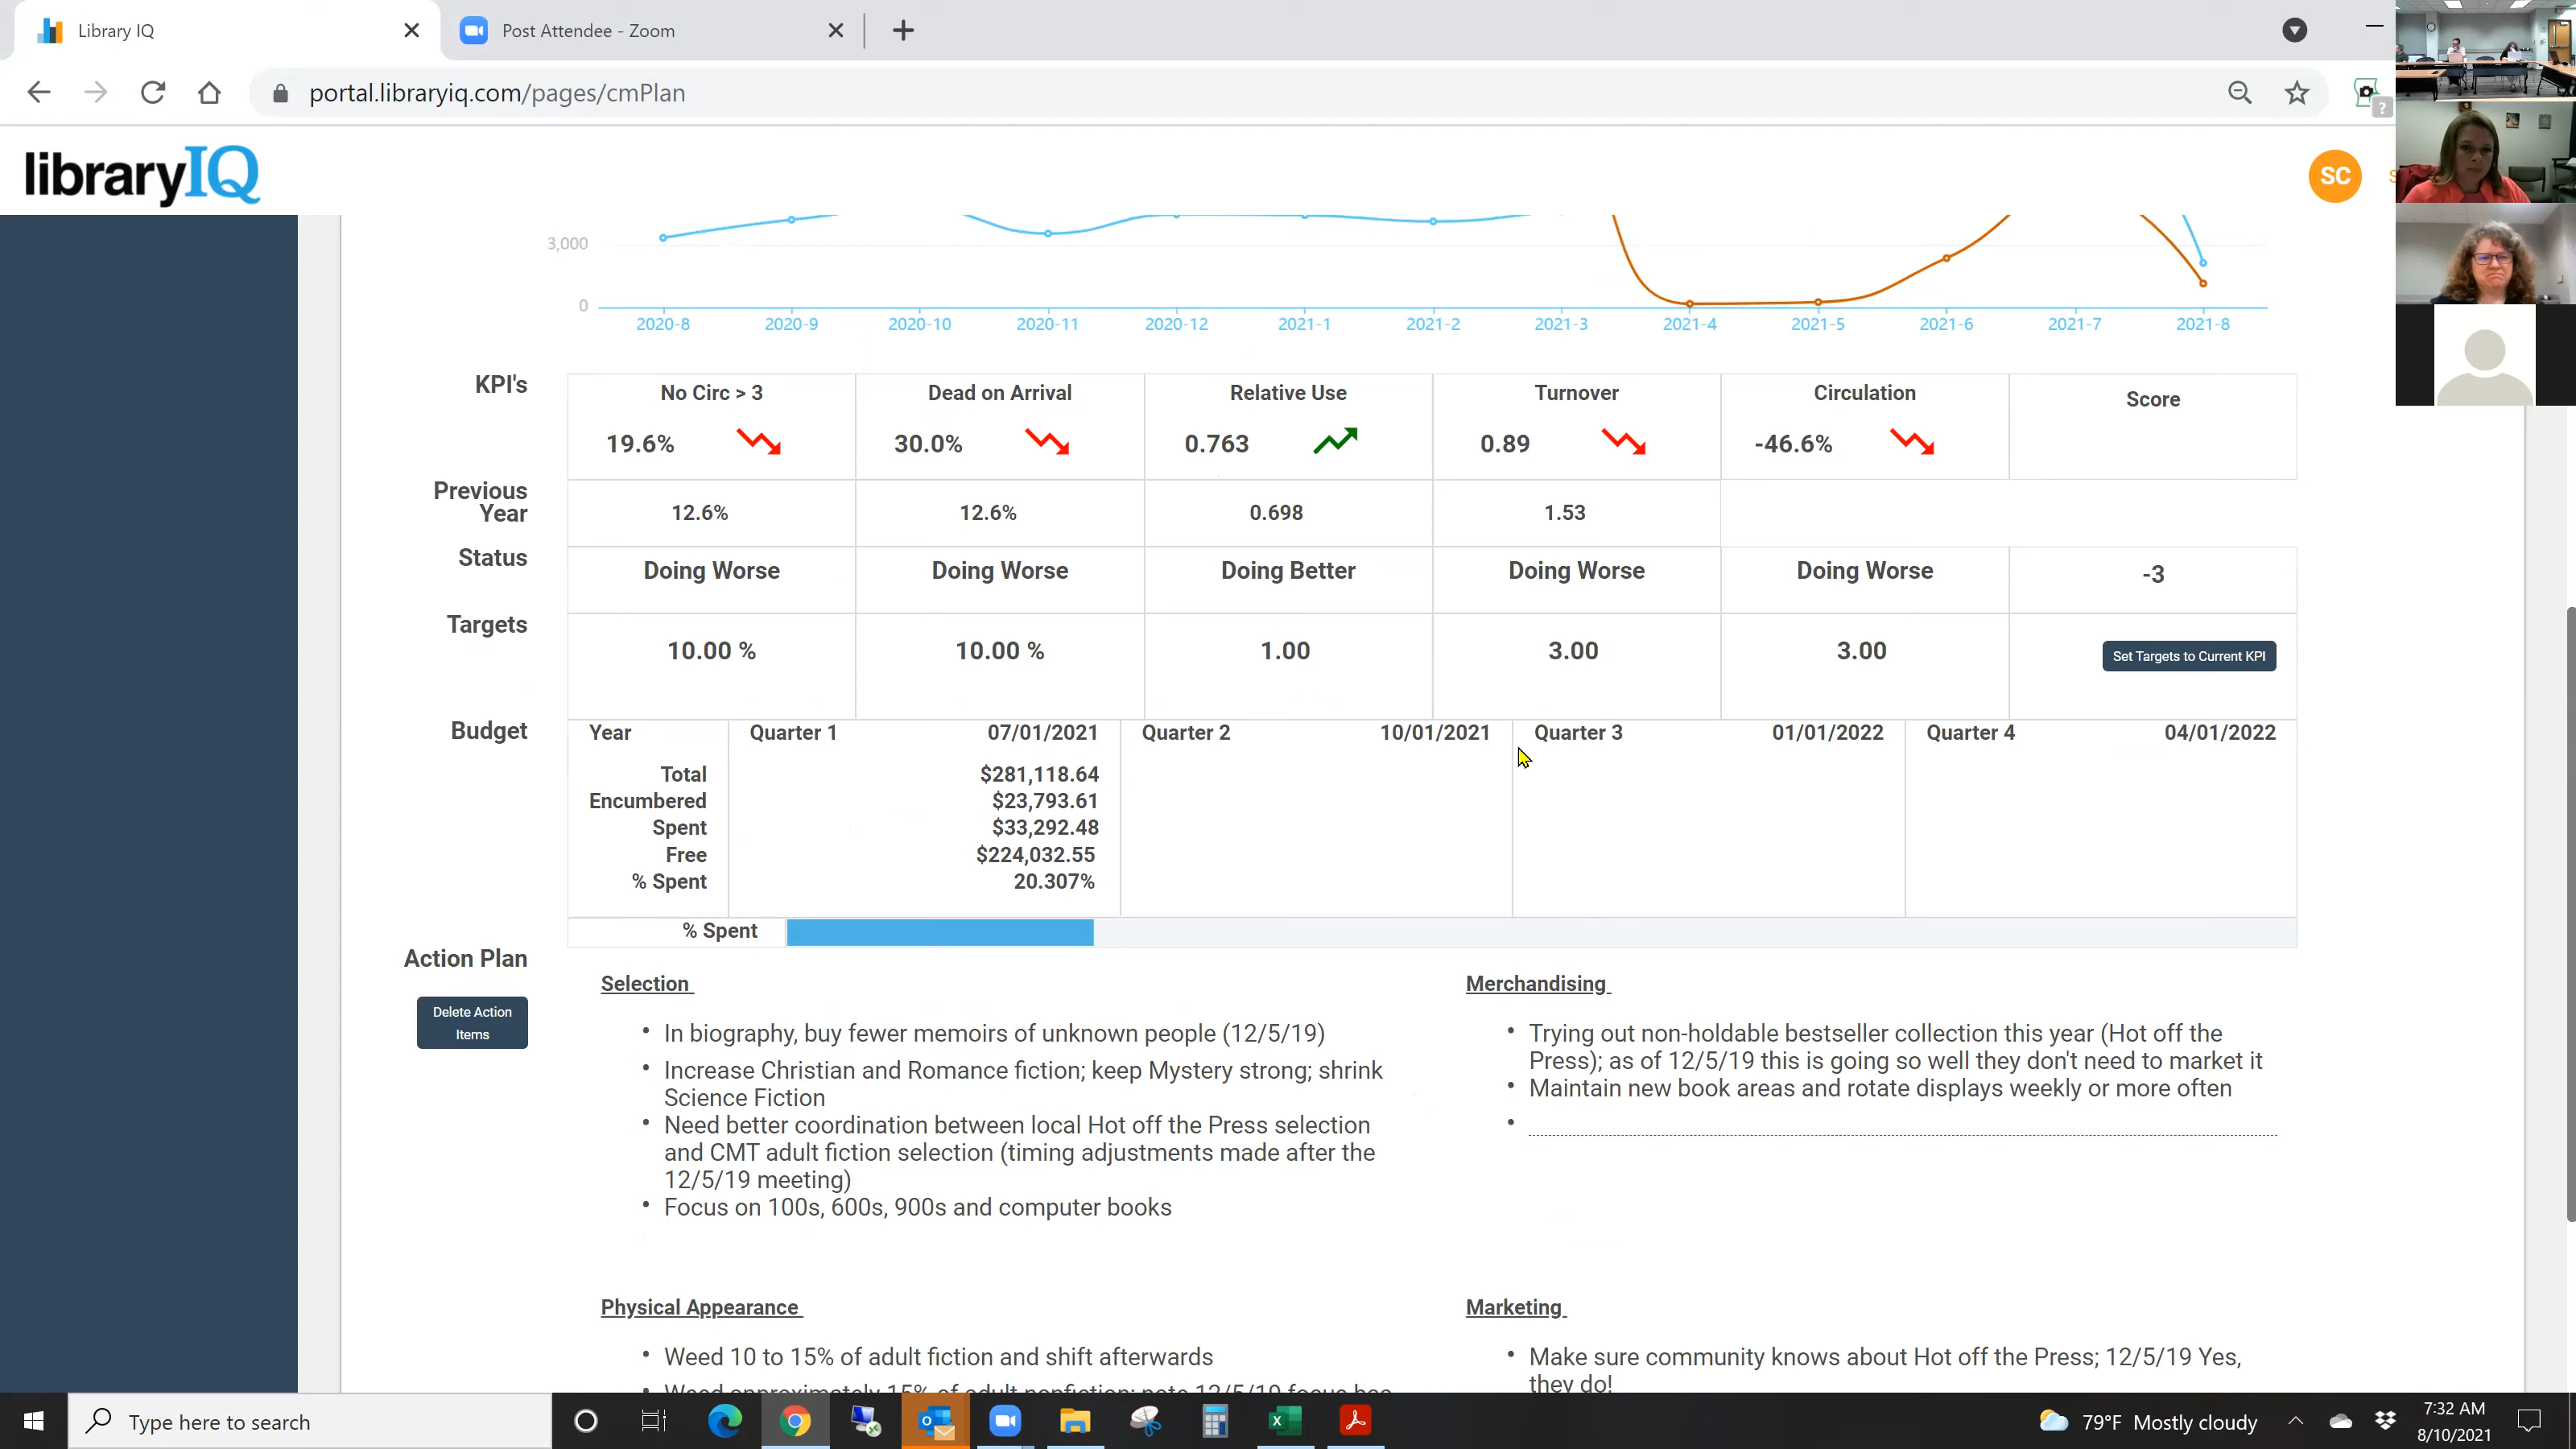 Library IQ
Post Attendee - Zoom
portal.libraryiq.com/pages/cmPlan
?
libraryIQ
SC
3,000
0
2020-8 2020-9 2020-10 2020-11 2020-12 2021-1 2021-2 2021-3 2021-4 2021-5 2021-6 2021-7 2021-8
KPI's
No Circ > 3 Dead on Arrival Relative Use Turnover Circulation Score
19.6% 30.0% 0.763 0.89 -46.6%
Previous
Year
12.6% 12.6% 0.698 1.53
Status
Doing Worse Doing Worse Doing Better Doing Worse Doing Worse -3
Targets
10.00 % 10.00 % 1.00 3.00 3.00 Set Targets to Current KPI
Budget
Year Quarter 1 07/01/2021 Quarter 2 10/01/2021 Quarter 3 01/01/2022 Quarter 4 04/01/2022
Total $281,118.64
Encumbered $23,793.61
Spent $33,292.48
Free $224,032.55
% Spent 20.307%
% Spent
Action Plan
Delete Action
Items
Selection
• In biography, buy fewer memoirs of unknown people (12/5/19)
• Increase Christian and Romance fiction; keep Mystery strong; shrink
Science Fiction
• Need better coordination between local Hot off the Press selection
and CMT adult fiction selection (timing adjustments made after the
12/5/19 meeting)
• Focus on 100s, 600s, 900s and computer books
Merchandising
• Trying out non-holdable bestseller collection this year (Hot off the
Press); as of 12/5/19 this is going so well they don't need to market it
• Maintain new book areas and rotate displays weekly or more often
•
Physical Appearance
• Weed 10 to 15% of adult fiction and shift afterwards
• Weed approximately 15% of adult nonfiction; note 12/5/19 focus has
Marketing
• Make sure community knows about Hot off the Press; 12/5/19 Yes,
they do!
Type here to search
79°F Mostly cloudy
7:32 AM
8/10/2021